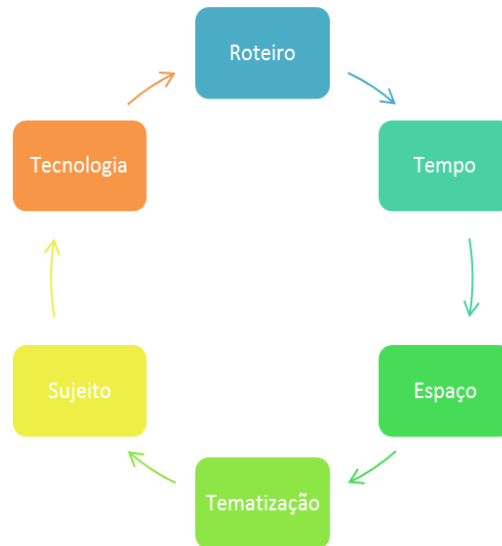 Roteiro
Tempo
Espaço
Tematização
Sujeito
Tecnologia